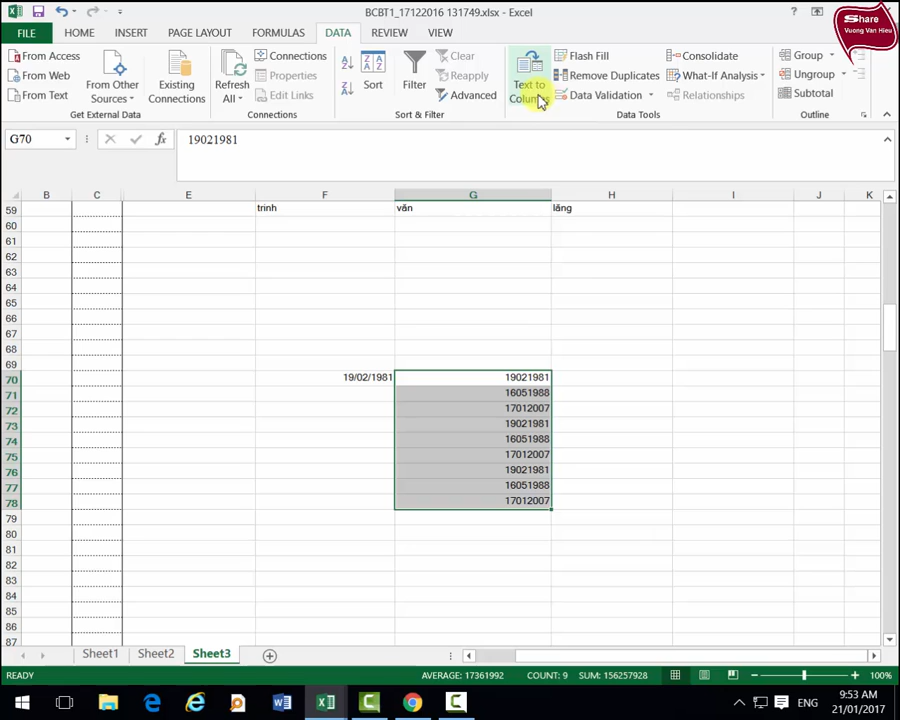 BCBT1_17122016 131749.xlsx - Excel
Share
Vuong Van Hieu
FILE HOME INSERT PAGE LAYOUT FORMULAS DATA REVIEW VIEW
From Access
From Web
From Text
From Other Sources
Existing Connections
Get External Data
Refresh All
Connections
Properties
Edit Links
Connections
Sort
Filter
Clear
Reapply
Advanced
Sort & Filter
Text to Columns
Flash Fill
Remove Duplicates
Data Validation
Consolidate
What-If Analysis
Relationships
Data Tools
Group
Ungroup
Subtotal
Outline
G70 fx 19021981
B C E F G H I J K
59 trinh văn lăng
60
61
62
63
64
65
66
67
68
69
70 19/02/1981 19021981
71 16051988
72 17012007
73 19021981
74 16051988
75 17012007
76 19021981
77 16051988
78 17012007
79
80
81
82
83
84
85
86
87
Sheet1 Sheet2 Sheet3
READY AVERAGE: 17361992 COUNT: 9 SUM: 156257928 100%
ENG 9:53 AM
21/01/2017